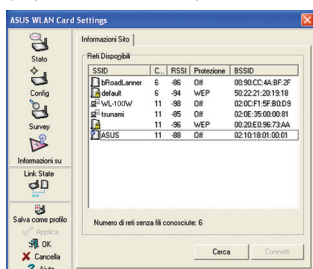 ASUS WLAN Card Settings
Stato
Config
Survey
Informazioni su
Link State
Salva come profilo
Applica
OK
Cancella
Aiuto
Informazioni Sito
Reti Disponibili
SSID C... RSSI Protezione BSSID
bRoadLanner 6 -86 Off 00:90:CC:4A:BF:2F
default 6 -94 WEP 50:22:21:20:19:18
WL-100W 11 -98 Off 02:0C:F1:5F:B0:D9
tsunami 11 -85 Off 02:0E:35:00:00:81
11 -96 WEP 00:20:E0:96:73:AA
ASUS 11 -88 Off 02:10:18:01:00:01
Numero di reti senza fili conosciute: 6
Cerca
Connetti